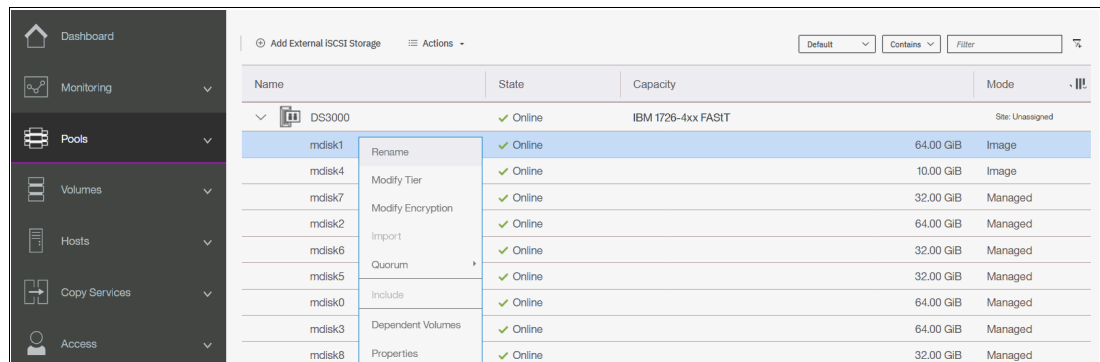 Dashboard
Monitoring
Pools
Volumes
Hosts
Copy Services
Access
Add External iSCSI Storage Actions
Default Contains Filter
Name State Capacity Mode
DS3000 Online IBM 1726-4xx FAStT Site: Unassigned
mdisk1 Online 64.00 GiB Image
mdisk4 Online 10.00 GiB Image
mdisk7 Online 32.00 GiB Managed
mdisk2 Online 64.00 GiB Managed
mdisk6 Online 32.00 GiB Managed
mdisk5 Online 32.00 GiB Managed
mdisk0 Online 64.00 GiB Managed
mdisk3 Online 64.00 GiB Managed
mdisk8 Online 32.00 GiB Managed
Rename
Modify Tier
Modify Encryption
Import
Quorum
Include
Dependent Volumes
Properties